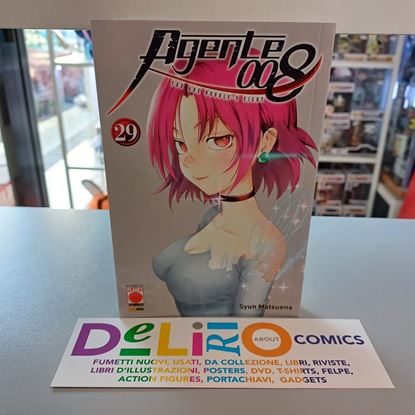 Agente 008
29
Syun Matsuena
DeLiRiO
ABOUT
COMICS
FUMETTI NUOVI, USATI, DA COLLEZIONE, LIBRI, RIVISTE,
LIBRI D'ILLUSTRAZIONI, POSTERS, DVD, T-SHIRTS, FELPE,
ACTION FIGURES, PORTACHIAVI, GADGETS